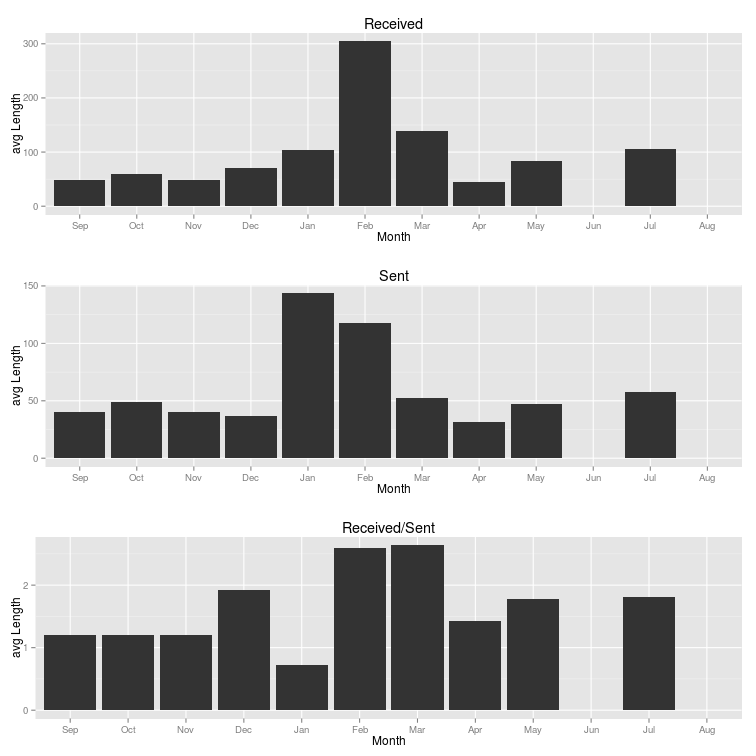 Received
300
200
100
0
avg Length
Sep Oct Nov Dec Jan Feb Mar Apr May Jun Jul Aug
Month
Sent
150
100
50
0
avg Length
Sep Oct Nov Dec Jan Feb Mar Apr May Jun Jul Aug
Month
Received/Sent
2
1
0
avg Length
Sep Oct Nov Dec Jan Feb Mar Apr May Jun Jul Aug
Month